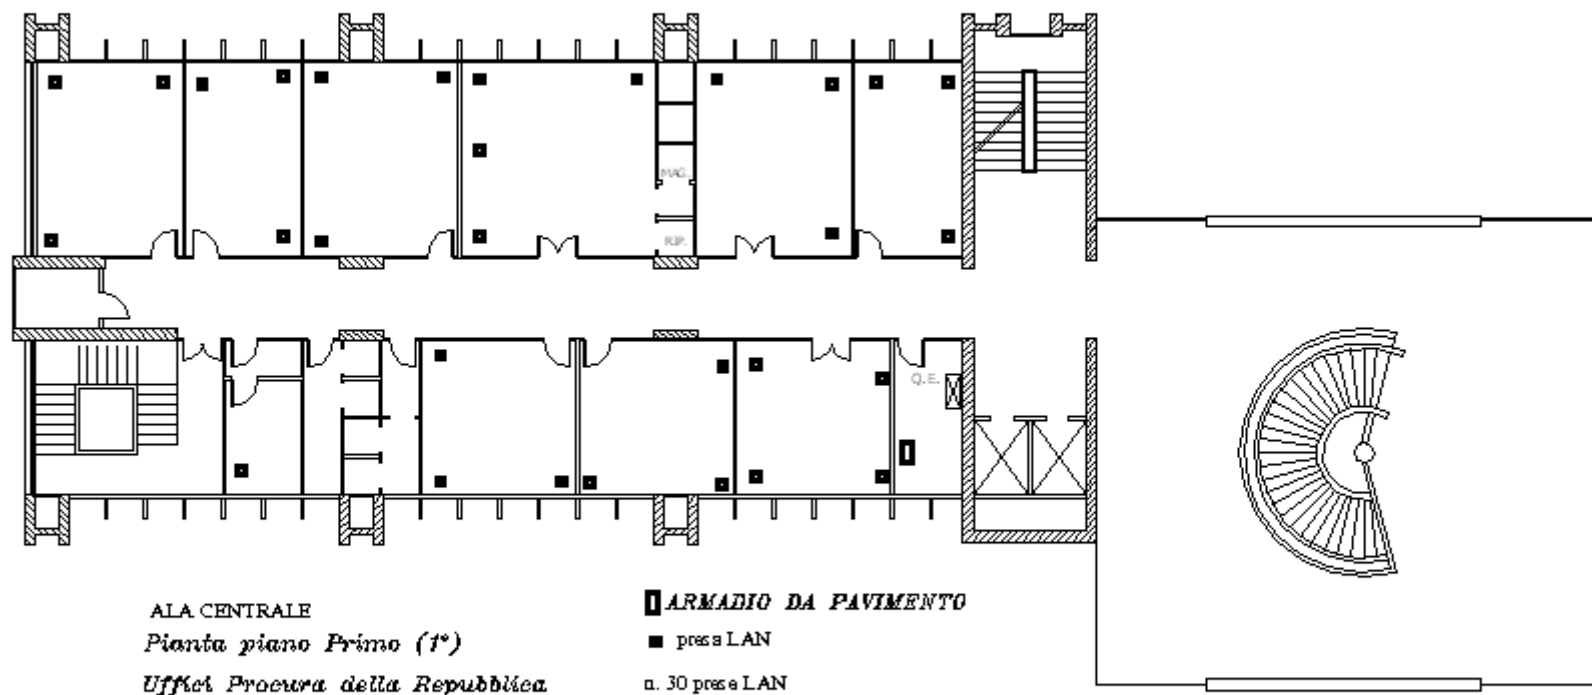 MAG.
RIP.
Q.E.
ALA CENTRALE
Pianta piano Primo (1°)
Uffici Procura della Repubblica
ARMADIO DA PAVIMENTO
presa LAN
n. 30 prese LAN